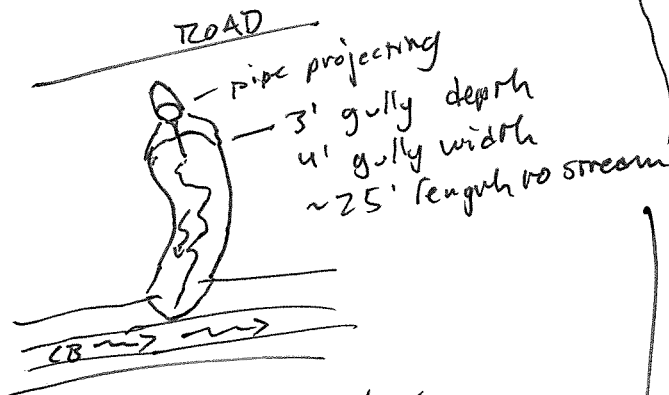 ROAD
pipe projecting
3' gully depth
4' gully width
~25' length to stream
CB